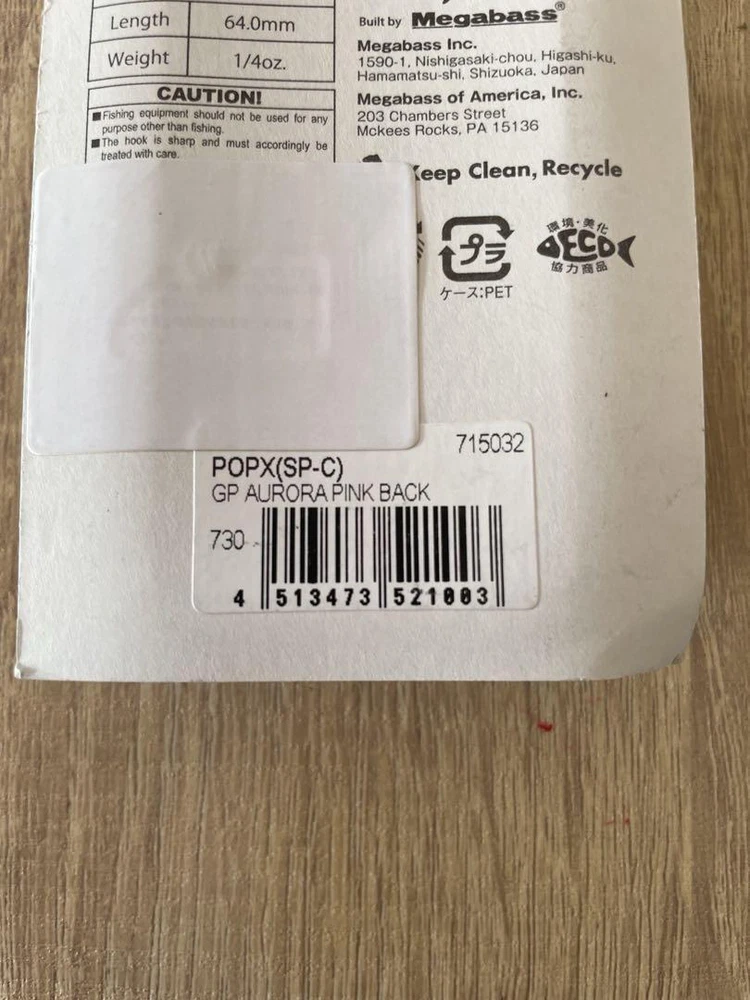 Length 64.0mm
Weight 1/4oz.
CAUTION!
■Fishing equipment should not be used for any
purpose other than fishing.
■The hook is sharp and must accordingly be
treated with care.
Built by Megabass®
Megabass Inc.
1590-1, Nishigasaki-chou, Higashi-ku,
Hamamatsu-shi, Shizuoka, Japan
Megabass of America, Inc.
203 Chambers Street
Mckees Rocks, PA 15136
Keep Clean, Recycle
プラ
ケース:PET
環境・美化
ECO
協力商品
715032
POPX(SP-C)
GP AURORA PINK BACK
730
4 513473 521003